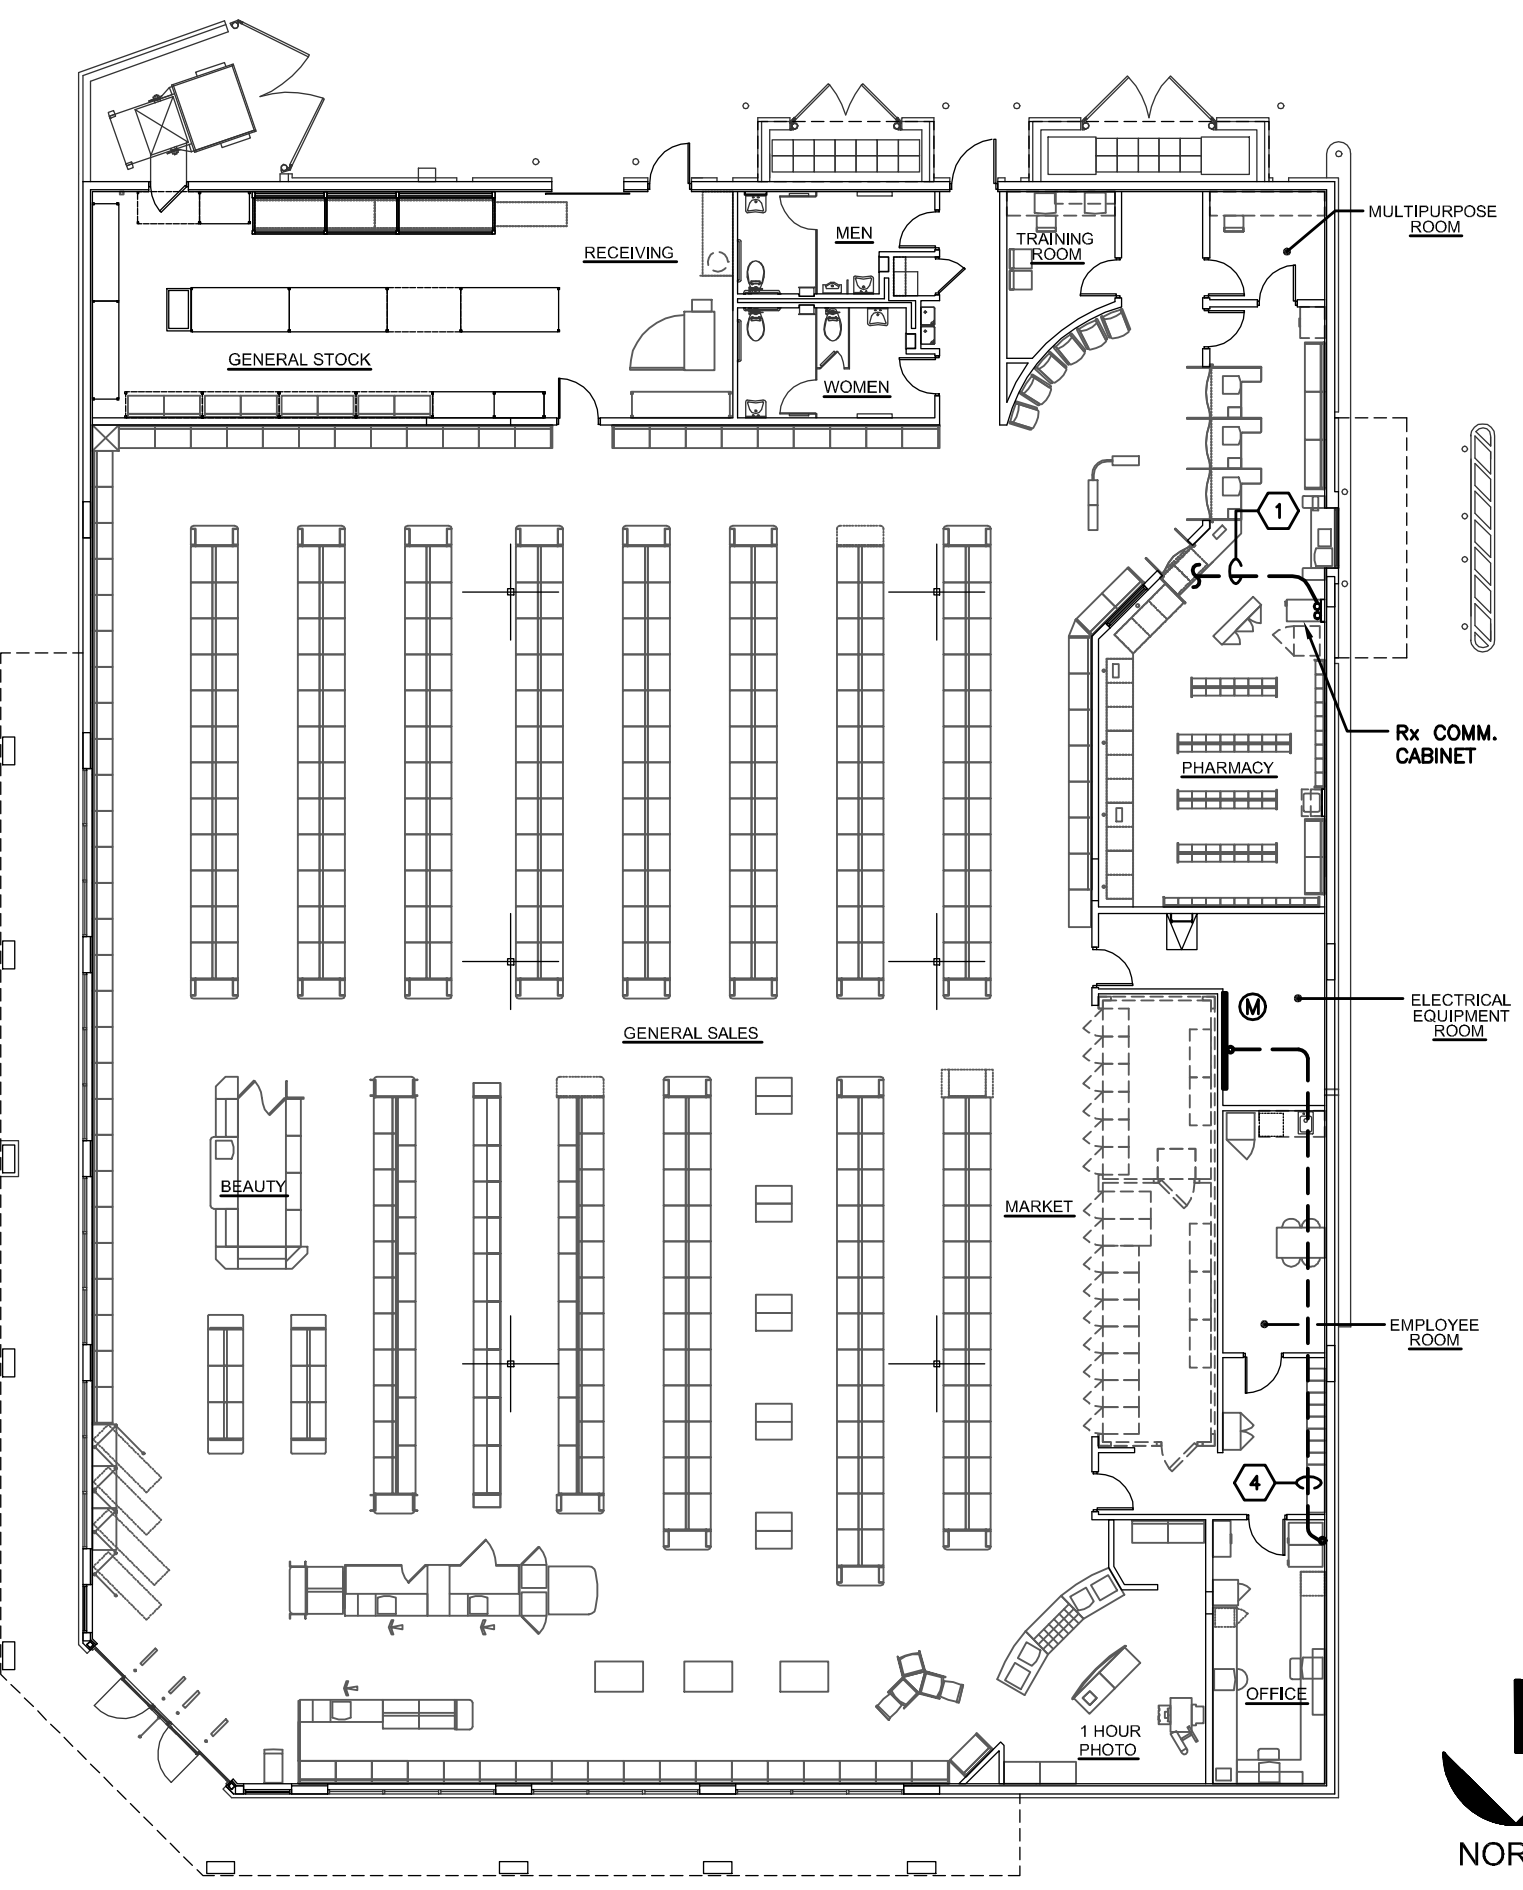 MULTIPURPOSE
ROOM
MEN
TRAINING
ROOM
RECEIVING
GENERAL STOCK
WOMEN
1
Rx COMM.
CABINET
PHARMACY
M
ELECTRICAL
EQUIPMENT
ROOM
GENERAL SALES
BEAUTY
MARKET
EMPLOYEE
ROOM
4
OFFICE
1 HOUR
PHOTO